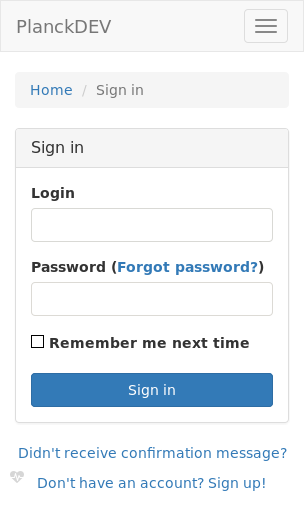 PlanckDEV
Home / Sign in
Sign in
Login
Password (Forgot password?)
Remember me next time
Sign in
Didn't receive confirmation message?
Don't have an account? Sign up!